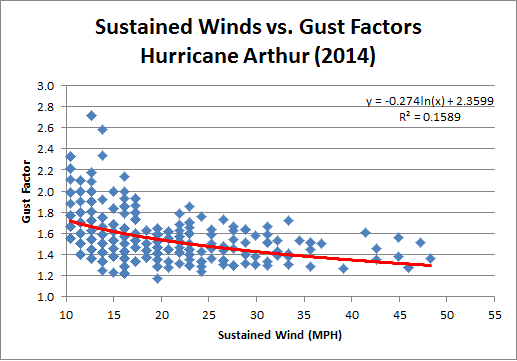 Sustained Winds vs. Gust Factors
Hurricane Arthur (2014)
y = -0.274ln(x) + 2.3599
R² = 0.1589
Gust Factor
3.0
2.8
2.6
2.4
2.2
2.0
1.8
1.6
1.4
1.2
1.0
10 15 20 25 30 35 40 45 50 55
Sustained Wind (MPH)